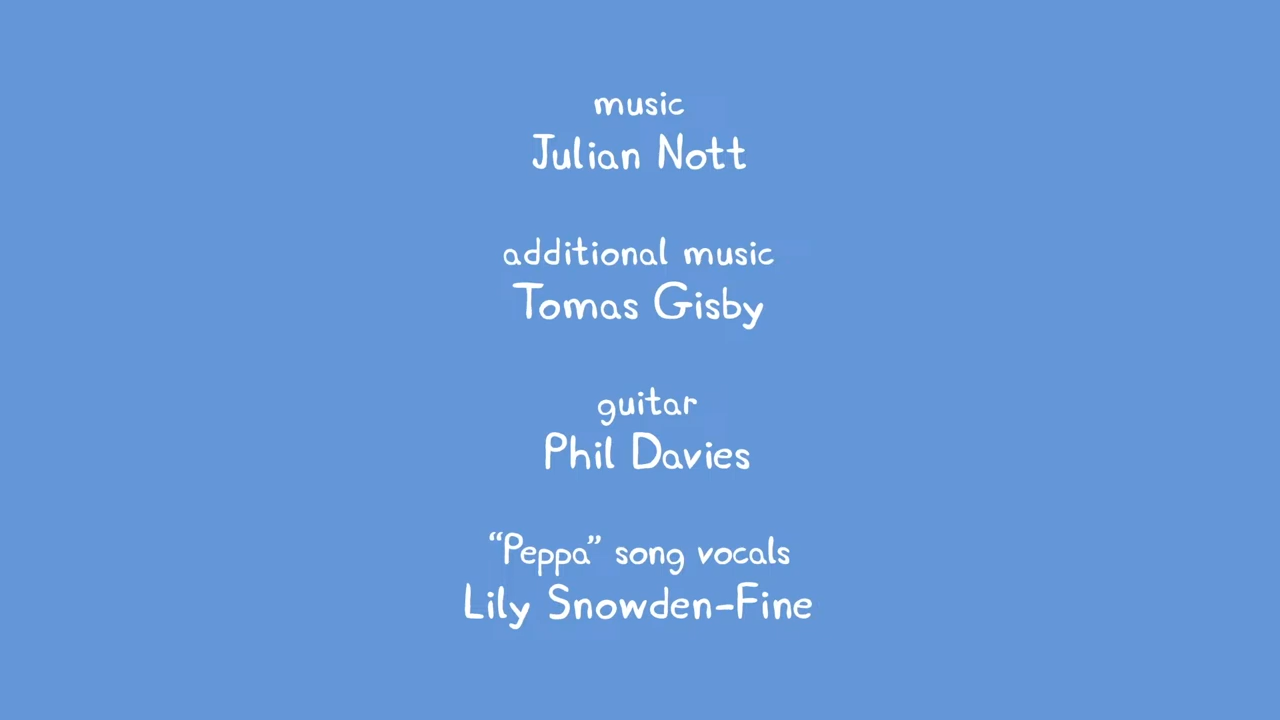 music
Julian Nott
additional music
Tomas Gisby
guitar
Phil Davies
“Peppa” song vocals
Lily Snowden-Fine